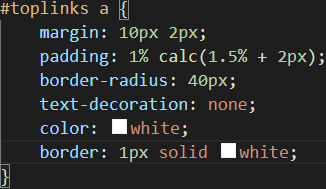 #toplinks a {
margin: 10px 2px;
padding: 1% calc(1.5% + 2px);
border-radius: 40px;
text-decoration: none;
color: white;
border: 1px solid white;
}